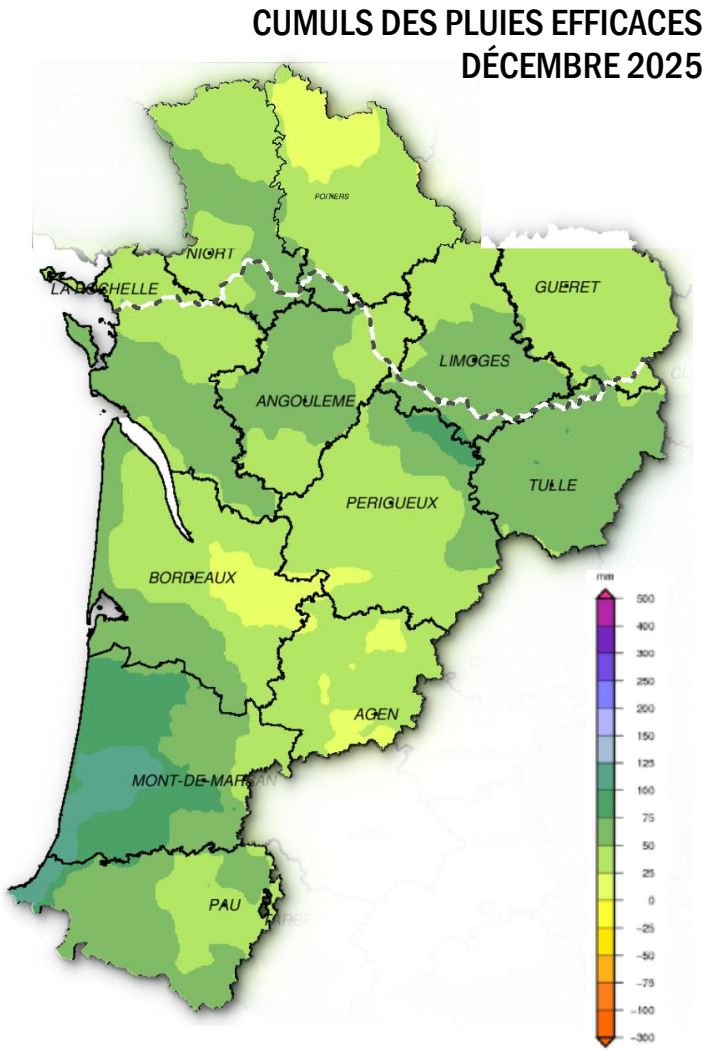 CUMULS DES PLUIES EFFICACES
DÉCEMBRE 2025
POITIERS
NIORT
LA ROCHELLE
GUERET
LIMOGES
ANGOULEME
TULLE
PERIGUEUX
BORDEAUX
AGEN
MONT-DE-MARSAN
PAU
TARBES
mm
500
400
300
250
200
150
125
100
75
50
25
0
-25
-50
-75
-100
-300